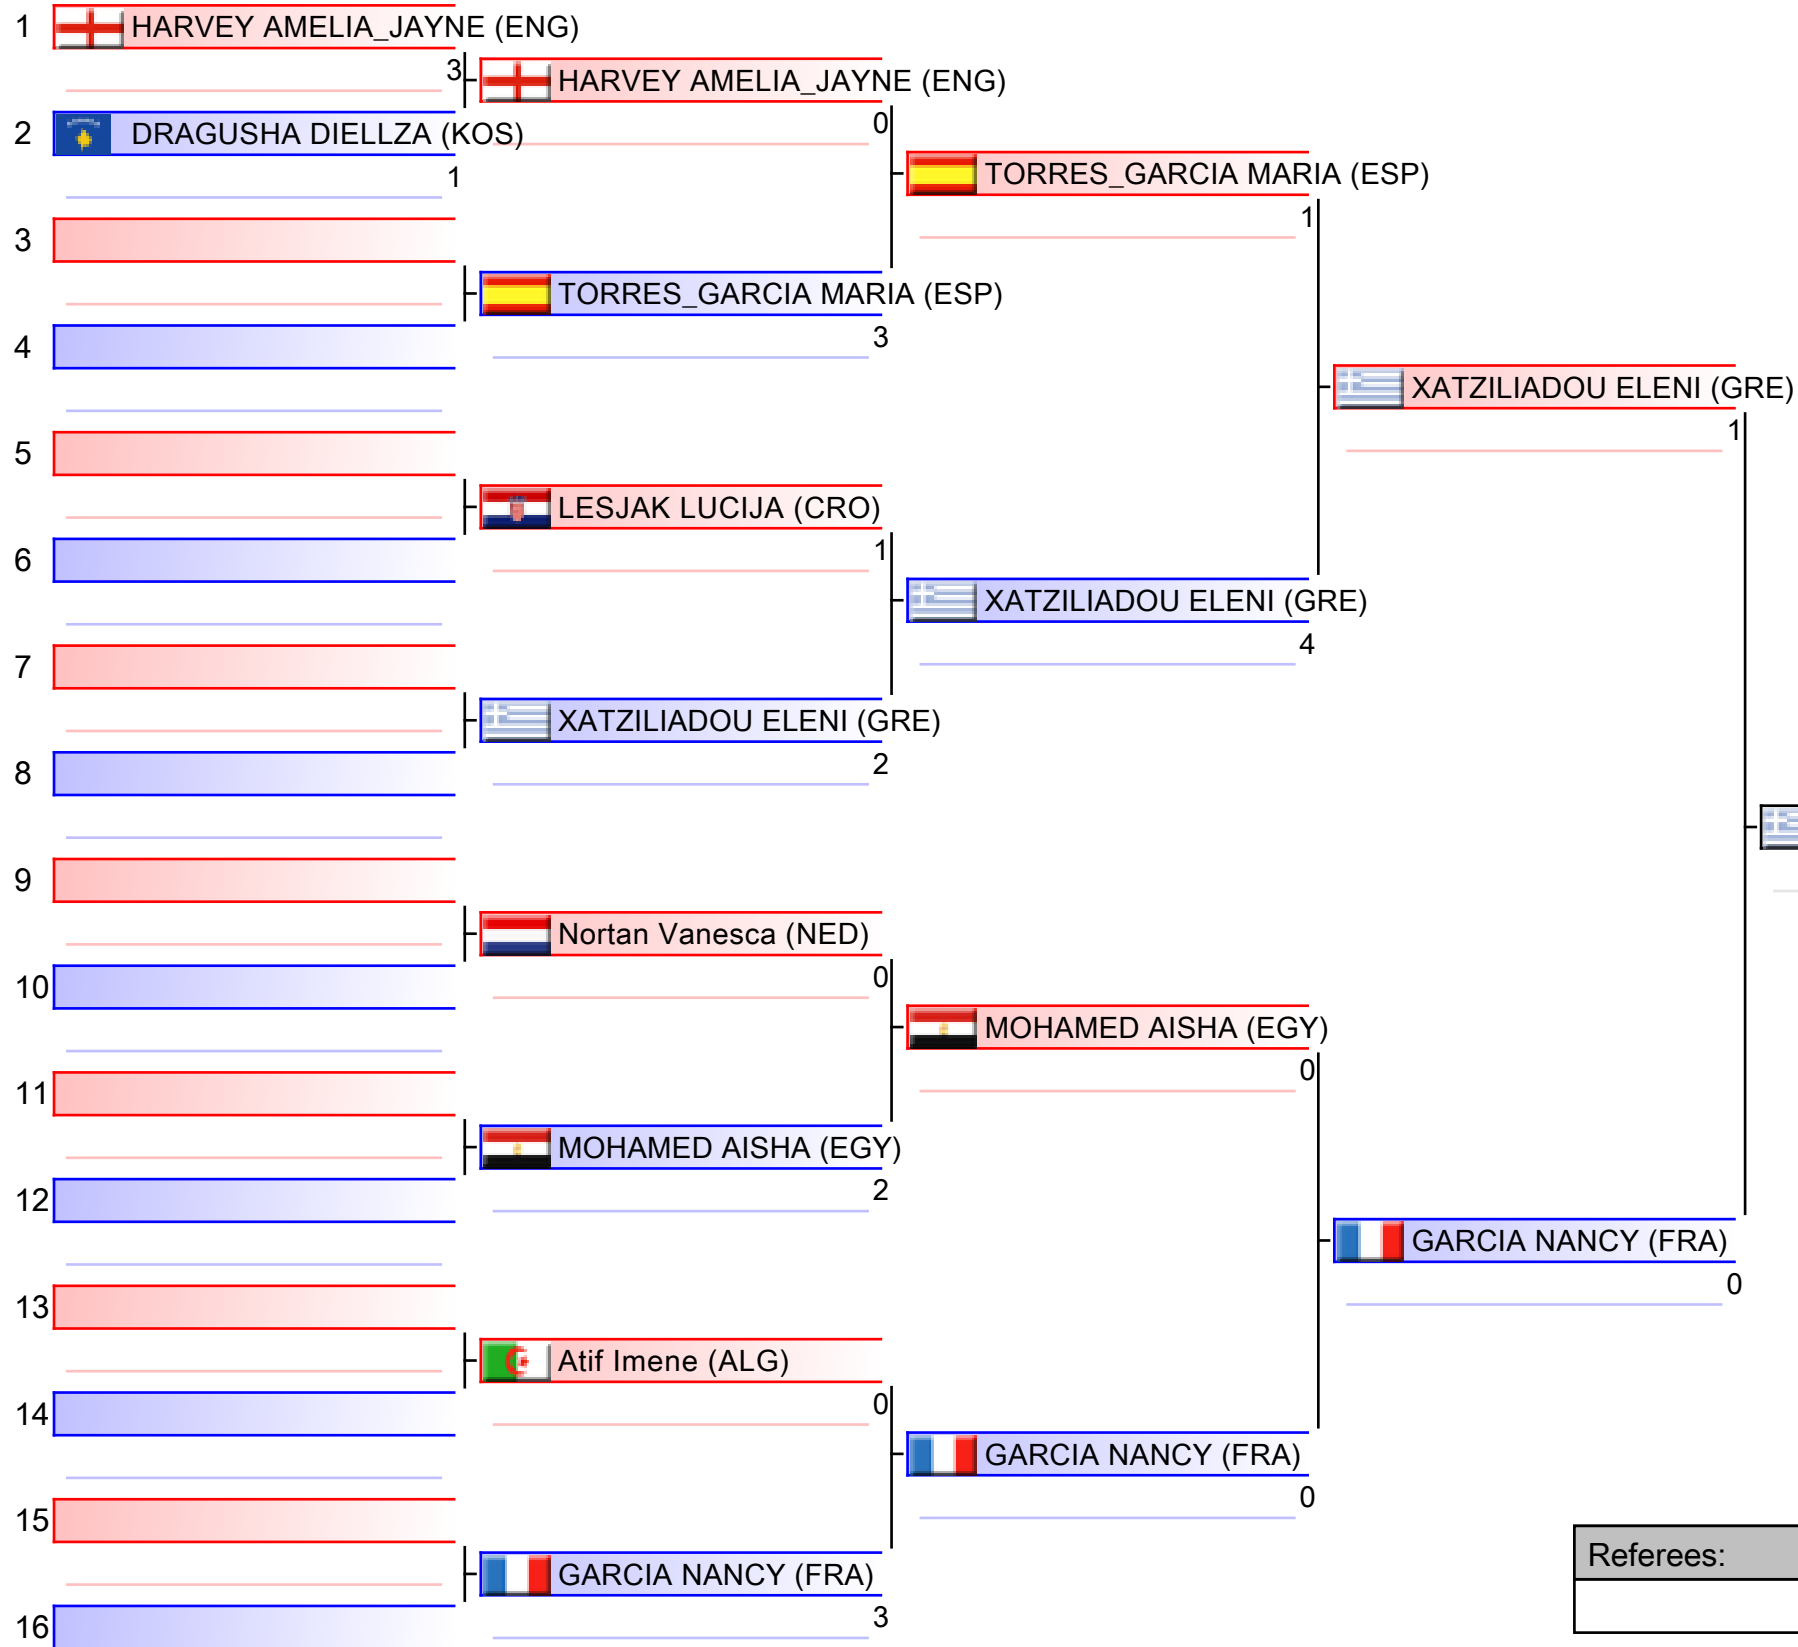 1 HARVEY AMELIA_JAYNE (ENG)
3 HARVEY AMELIA_JAYNE (ENG)
2 DRAGUSHA DIELLZA (KOS) 0
1 TORRES_GARCIA MARIA (ESP)
3 1
TORRES_GARCIA MARIA (ESP)
4 3
XATZILIADOU ELENI (GRE)
5 1
LESJAK LUCIJA (CRO)
6 1
XATZILIADOU ELENI (GRE)
7 4
XATZILIADOU ELENI (GRE)
8 2
9
Nortan Vanesca (NED)
10 0
MOHAMED AISHA (EGY)
11 0
MOHAMED AISHA (EGY)
12 2
GARCIA NANCY (FRA)
13 0
Atif Imene (ALG)
14 0
GARCIA NANCY (FRA)
15 0
Referees:
GARCIA NANCY (FRA)
16 3